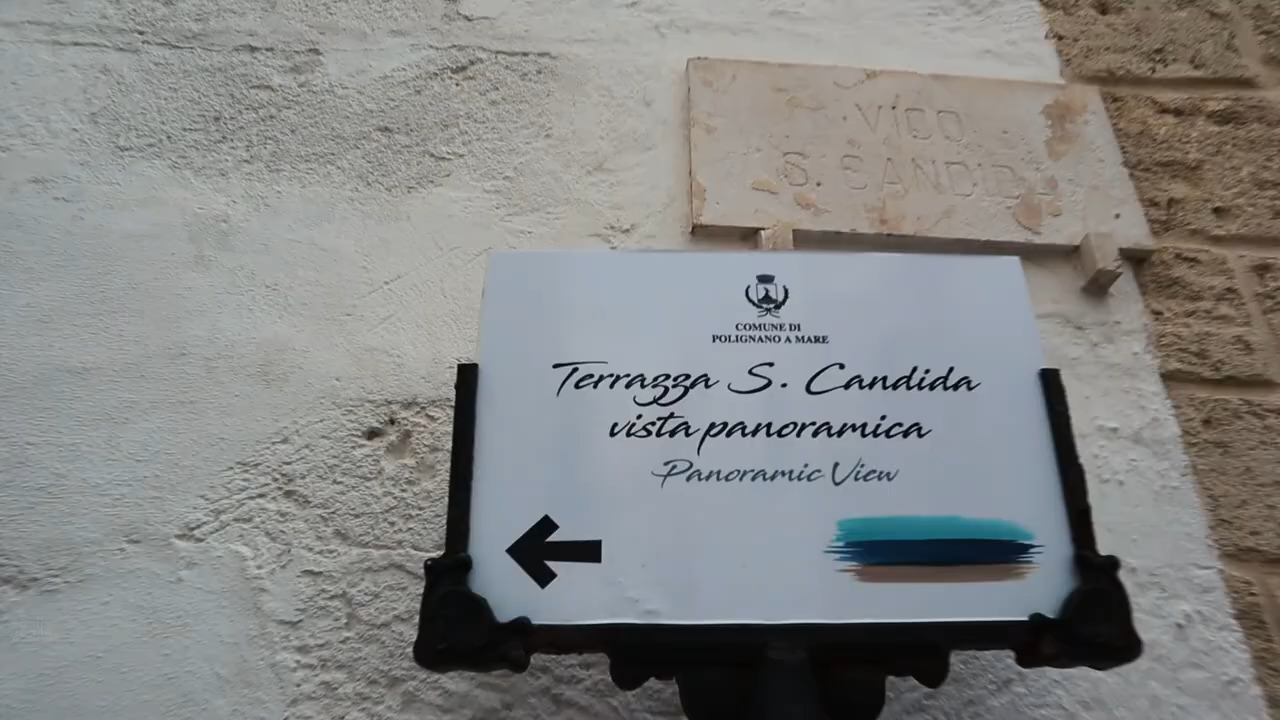 VICO
S. CANDIDA
COMUNE DI
POLIGNANO A MARE
Terrazza S. Candida
vista panoramica
Panoramic View